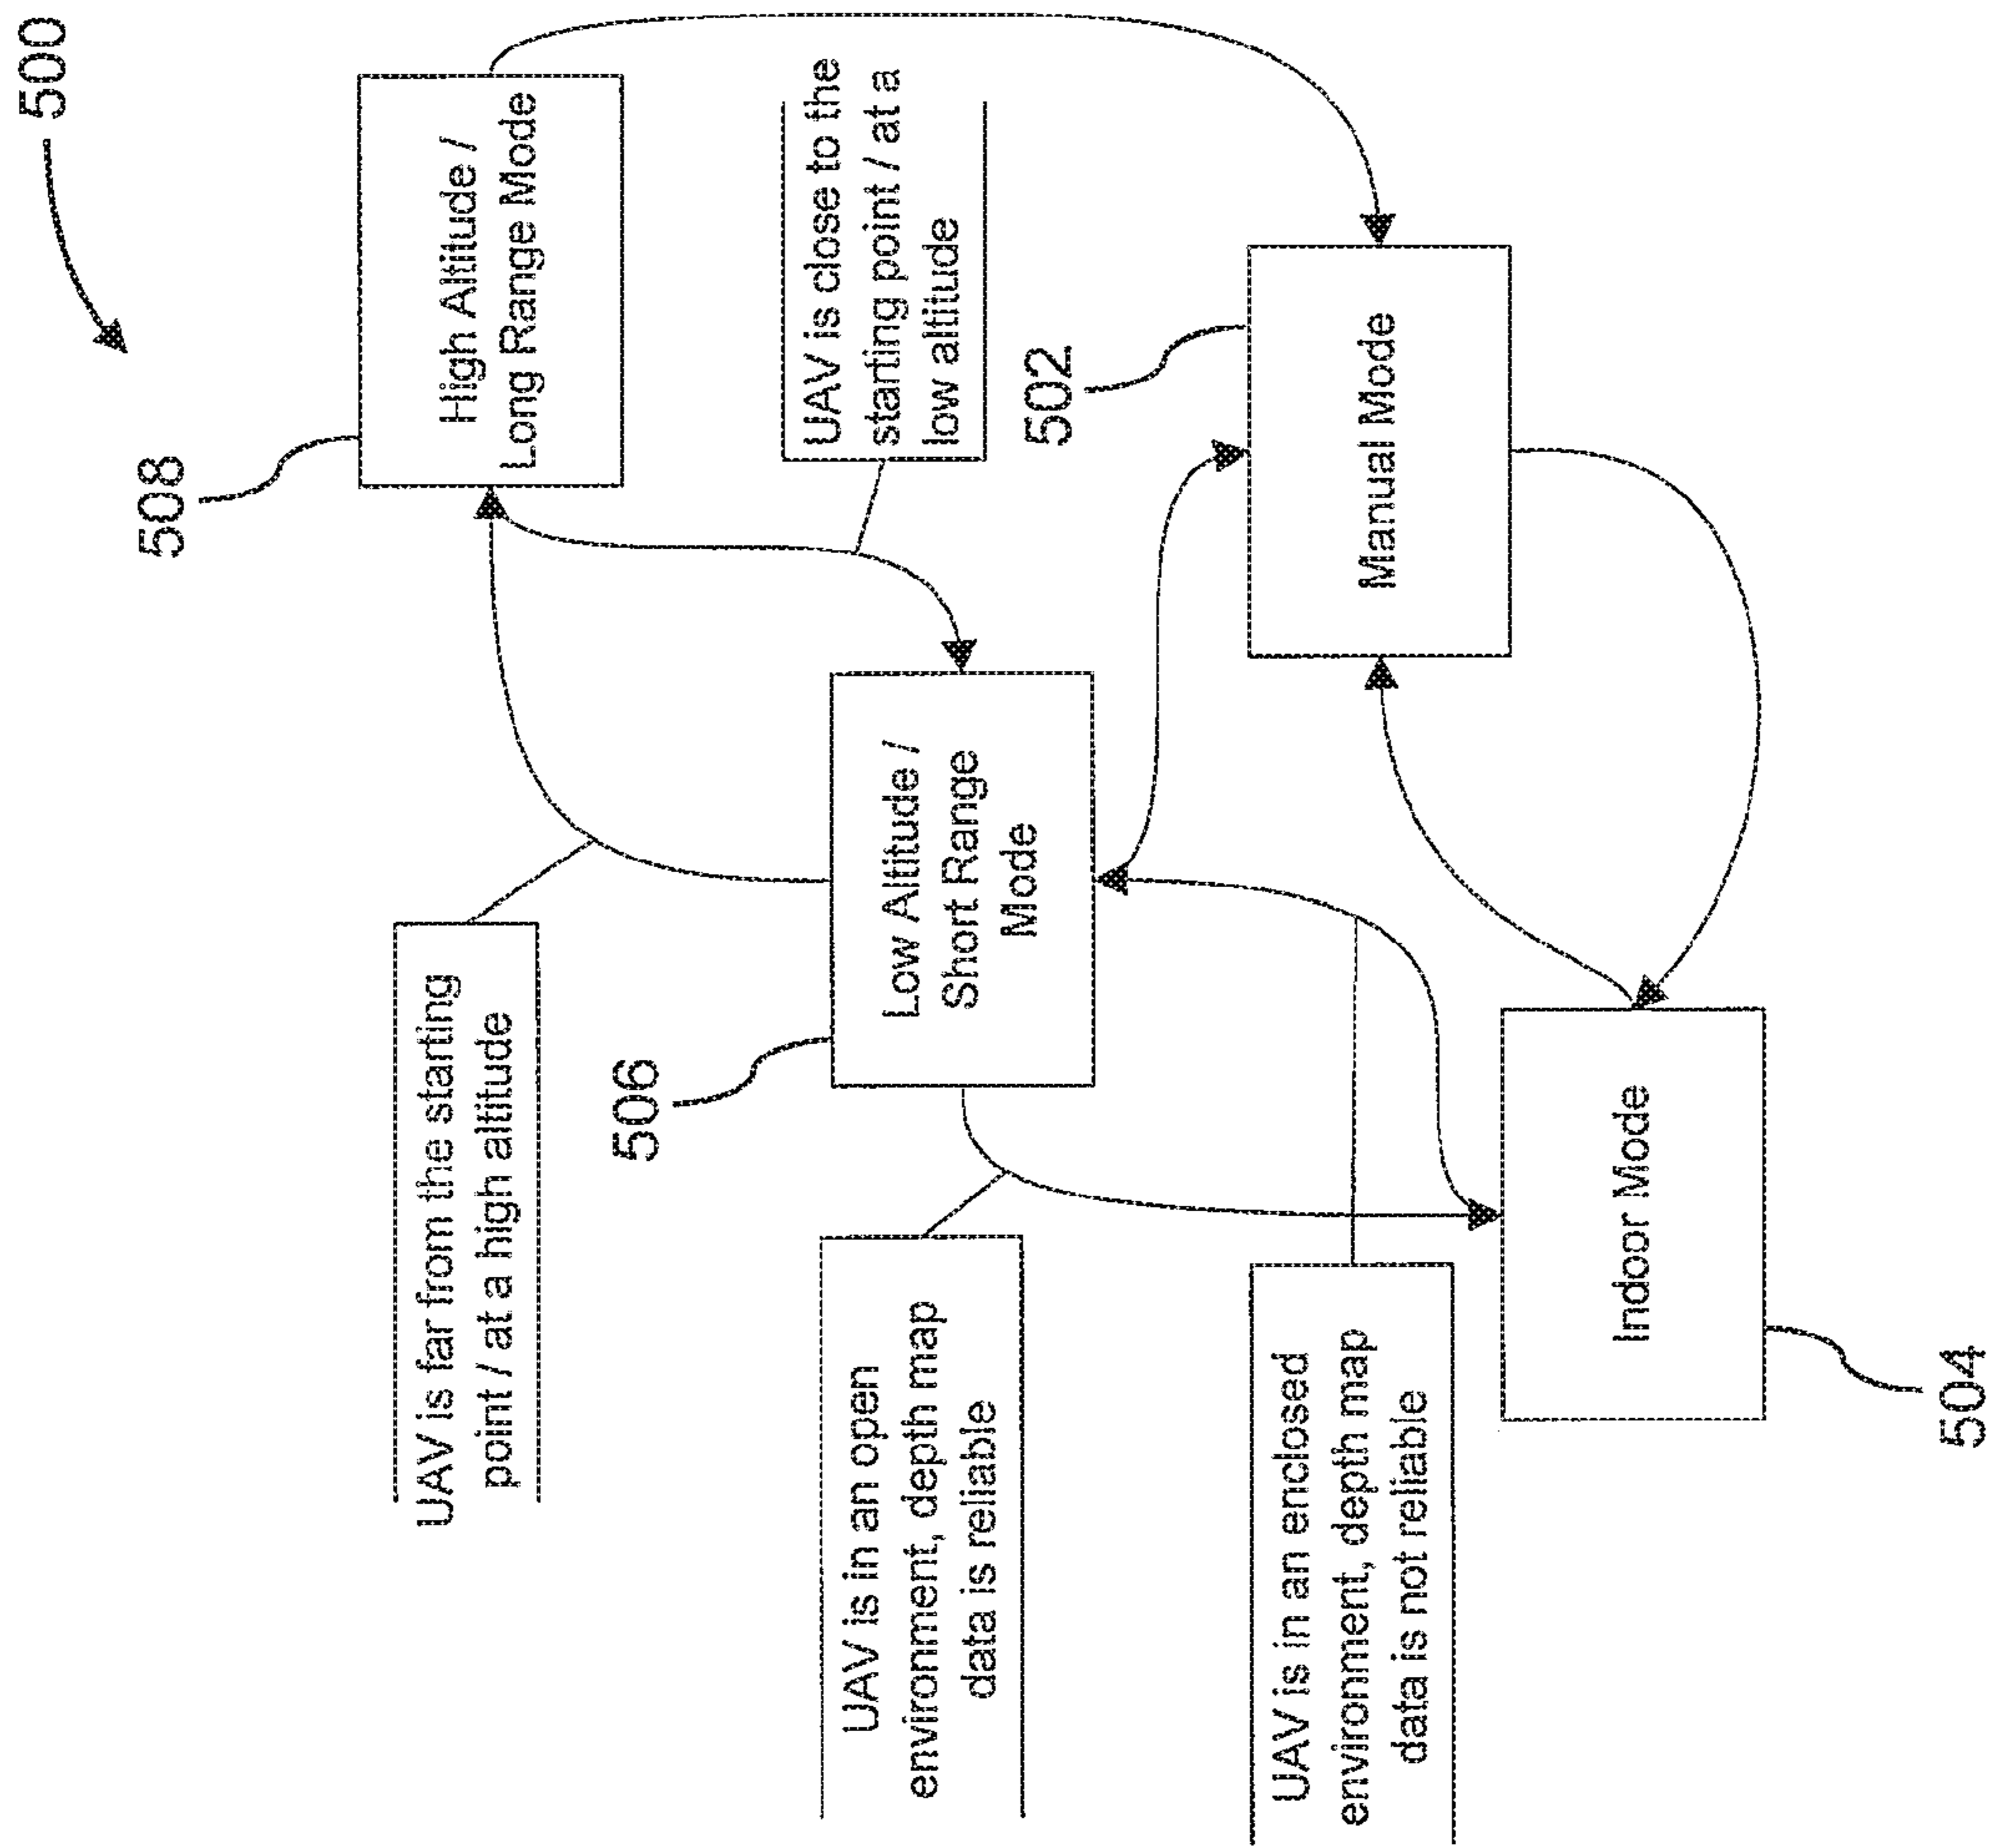 500
508
High Altitude /
Long Range Mode
UAV is far from the starting
point / at a high altitude
UAV is close to the
starting point / at a
low altitude
506
Low Altitude /
Short Range
Mode
UAV is in an open
environment, depth map
data is reliable
502
Manual Mode
UAV is in an enclosed
environment, depth map
data is not reliable
Indoor Mode
504